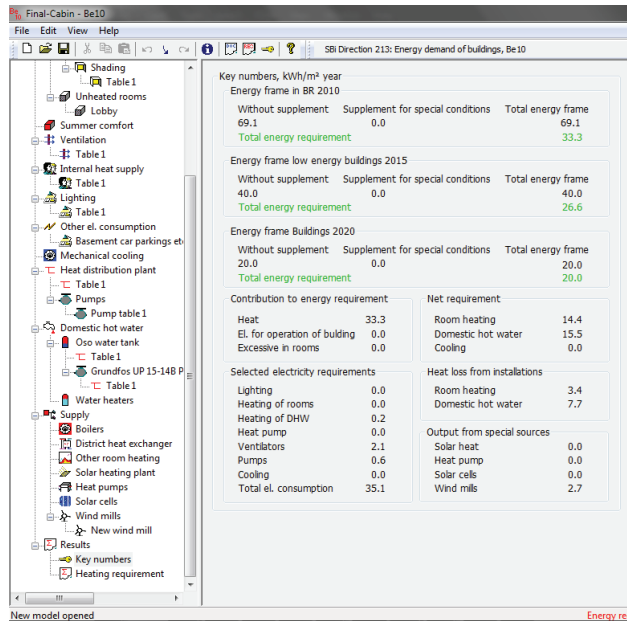 Final-Cabin - Be10
File Edit View Help
SBi Direction 213: Energy demand of buildings, Be10
Shading
Table 1
Unheated rooms
Lobby
Summer comfort
Ventilation
Table 1
Internal heat supply
Table 1
Lighting
Table 1
Other el. consumption
Basement car parkings et
Mechanical cooling
Heat distribution plant
Table 1
Pumps
Pump table 1
Domestic hot water
Oso water tank
Table 1
Grundfos UP 15-14B P
Table 1
Water heaters
Supply
Boilers
District heat exchanger
Other room heating
Solar heating plant
Heat pumps
Solar cells
Wind mills
New wind mill
Results
Key numbers
Heating requirement
Key numbers, kWh/m² year
Energy frame in BR 2010
Without supplement Supplement for special conditions Total energy frame
69.1 0.0 69.1
Total energy requirement 33.3
Energy frame low energy buildings 2015
Without supplement Supplement for special conditions Total energy frame
40.0 0.0 40.0
Total energy requirement 26.6
Energy frame Buildings 2020
Without supplement Supplement for special conditions Total energy frame
20.0 0.0 20.0
Total energy requirement 20.0
Contribution to energy requirement
Heat 33.3
El. for operation of bulding 0.0
Excessive in rooms 0.0
Net requirement
Room heating 14.4
Domestic hot water 15.5
Cooling 0.0
Selected electricity requirements
Lighting 0.0
Heating of rooms 0.0
Heating of DHW 0.2
Heat pump 0.0
Ventilators 2.1
Pumps 0.6
Cooling 0.0
Total el. consumption 35.1
Heat loss from installations
Room heating 3.4
Domestic hot water 7.7
Output from special sources
Solar heat 0.0
Heat pump 0.0
Solar cells 0.0
Wind mills 2.7
New model opened
Energy re